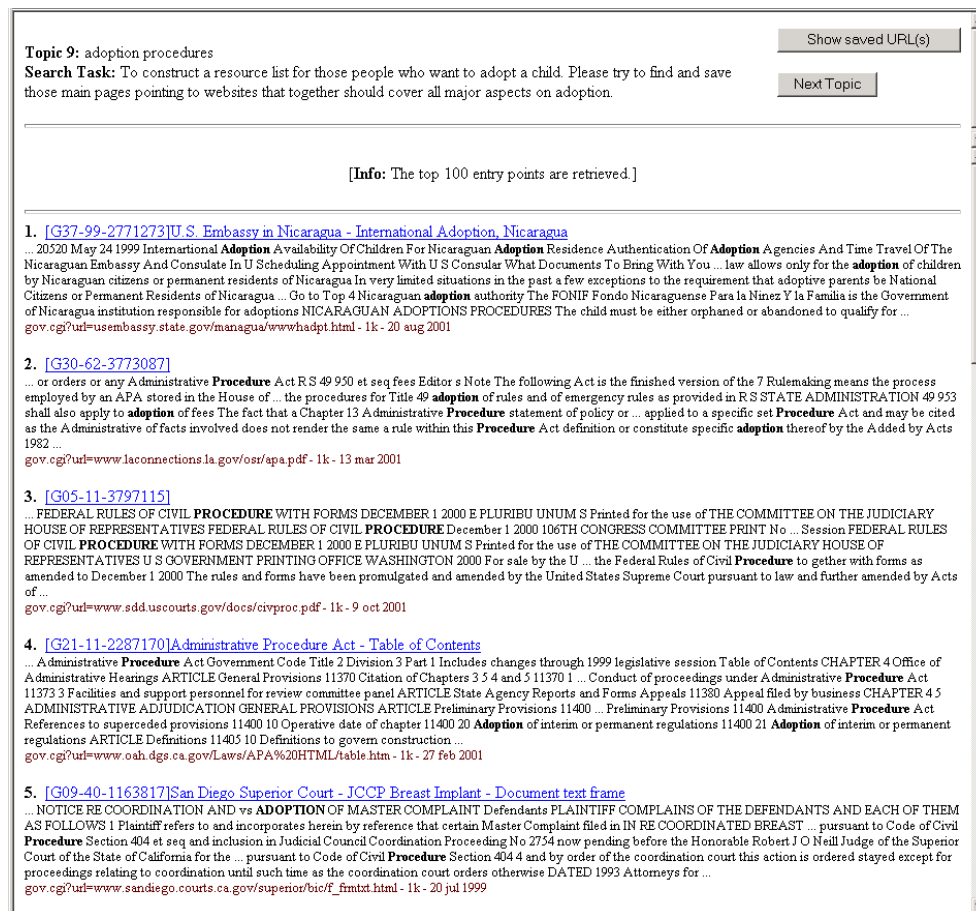 Topic 9: adoption procedures
Search Task: To construct a resource list for those people who want to adopt a child. Please try to find and save
those main pages pointing to websites that together should cover all major aspects on adoption.
Show saved URL(s)
Next Topic
[Info: The top 100 entry points are retrieved.]
1. [G37-99-2771273]U.S. Embassy in Nicaragua - International Adoption, Nicaragua
... 20520 May 24 1999 International Adoption Availability Of Children For Nicaraguan Adoption Residence Authentication Of Adoption Agencies And Time Travel Of The
Nicaraguan Embassy And Consulate In U Scheduling Appointment With U S Consular What Documents To Bring With You ... law allows only for the adoption of children
by Nicaraguan citizens or permanent residents of Nicaragua In very limited situations in the past a few exceptions to the requirement that adoptive parents be National
Citizens or Permanent Residents of Nicaragua ... Go to Top 4 Nicaraguan adoption authority The FONIF Fondo Nicaraguense Para la Ninez Y la Familia is the Government
of Nicaragua institution responsible for adoptions NICARAGUAN ADOPTIONS PROCEDURES The child must be either orphaned or abandoned to qualify for ...
gov.cgi?url=usembassy.state.gov/managua/wwwhadpt.html - 1k - 20 aug 2001
2. [G30-62-3773087]
... or orders or any Administrative Procedure Act R S 49 950 et seq fees Editor s Note The following Act is the finished version of the 7 Rulemaking means the process
employed by an APA stored in the House of ... the procedures for Title 49 adoption of rules and of emergency rules as provided in R S STATE ADMINISTRATION 49 953
shall also apply to adoption of fees The fact that a Chapter 13 Administrative Procedure statement of policy or ... applied to a specific set Procedure Act and may be cited
as the Administrative of facts involved does not render the same a rule within this Procedure Act definition or constitute specific adoption thereof by the Added by Acts
1982 ...
gov.cgi?url=www.laconnections.la.gov/osr/apa.pdf - 1k - 13 mar 2001
3. [G05-11-3797115]
... FEDERAL RULES OF CIVIL PROCEDURE WITH FORMS DECEMBER 1 2000 E PLURIBU UNUM S Printed for the use of THE COMMITTEE ON THE JUDICIARY
HOUSE OF REPRESENTATIVES FEDERAL RULES OF CIVIL PROCEDURE December 1 2000 106TH CONGRESS COMMITTEE PRINT No ... Session FEDERAL RULES
OF CIVIL PROCEDURE WITH FORMS DECEMBER 1 2000 E PLURIBU UNUM S Printed for the use of THE COMMITTEE ON THE JUDICIARY HOUSE OF
REPRESENTATIVES U S GOVERNMENT PRINTING OFFICE WASHINGTON 2000 For sale by the U ... the Federal Rules of Civil Procedure to gether with forms as
amended to December 1 2000 The rules and forms have been promulgated and amended by the United States Supreme Court pursuant to law and further amended by Acts
of ...
gov.cgi?url=www.sdd.uscourts.gov/docs/civproc.pdf - 1k - 9 oct 2001
4. [G21-11-2287170]Administrative Procedure Act - Table of Contents
... Administrative Procedure Act Government Code Title 2 Division 3 Part 1 Includes changes through 1999 legislative session Table of Contents CHAPTER 4 Office of
Administrative Hearings ARTICLE General Provisions 11370 Citation of Chapters 3 5 4 and 5 11370 1 ... Conduct of proceedings under Administrative Procedure Act
11373 3 Facilities and support personnel for review committee panel ARTICLE State Agency Reports and Forms Appeals 11380 Appeal filed by business CHAPTER 4 5
ADMINISTRATIVE ADJUDICATION GENERAL PROVISIONS ARTICLE Preliminary Provisions 11400 ... Preliminary Provisions 11400 Administrative Procedure Act
References to superceded provisions 11400 10 Operative date of chapter 11400 20 Adoption of interim or permanent regulations 11400 21 Adoption of interim or permanent
regulations ARTICLE Definitions 11405 10 Definitions to govern construction ...
gov.cgi?url=www.oah.dgs.ca.gov/Laws/APA%20HTML/table.htm - 1k - 27 feb 2001
5. [G09-40-1163817]San Diego Superior Court - JCCP Breast Implant - Document text frame
... NOTICE RE COORDINATION AND vs ADOPTION OF MASTER COMPLAINT Defendants PLAINTIFF COMPLAINS OF THE DEFENDANTS AND EACH OF THEM
AS FOLLOWS 1 Plaintiff refers to and incorporates herein by reference that certain Master Complaint filed in IN RE COORDINATED BREAST ... pursuant to Code of Civil
Procedure Section 404 et seq and inclusion in Judicial Council Coordination Proceeding No 2754 now pending before the Honorable Robert J O Neill Judge of the Superior
Court of the State of California for the ... pursuant to Code of Civil Procedure Section 404 4 and by order of the coordination court this action is ordered stayed except for
proceedings relating to coordination until such time as the coordination court orders otherwise DATED 1993 Attorneys for ...
gov.cgi?url=www.sandiego.courts.ca.gov/superior/bic/f_frmtxt.html - 1k - 20 jul 1999